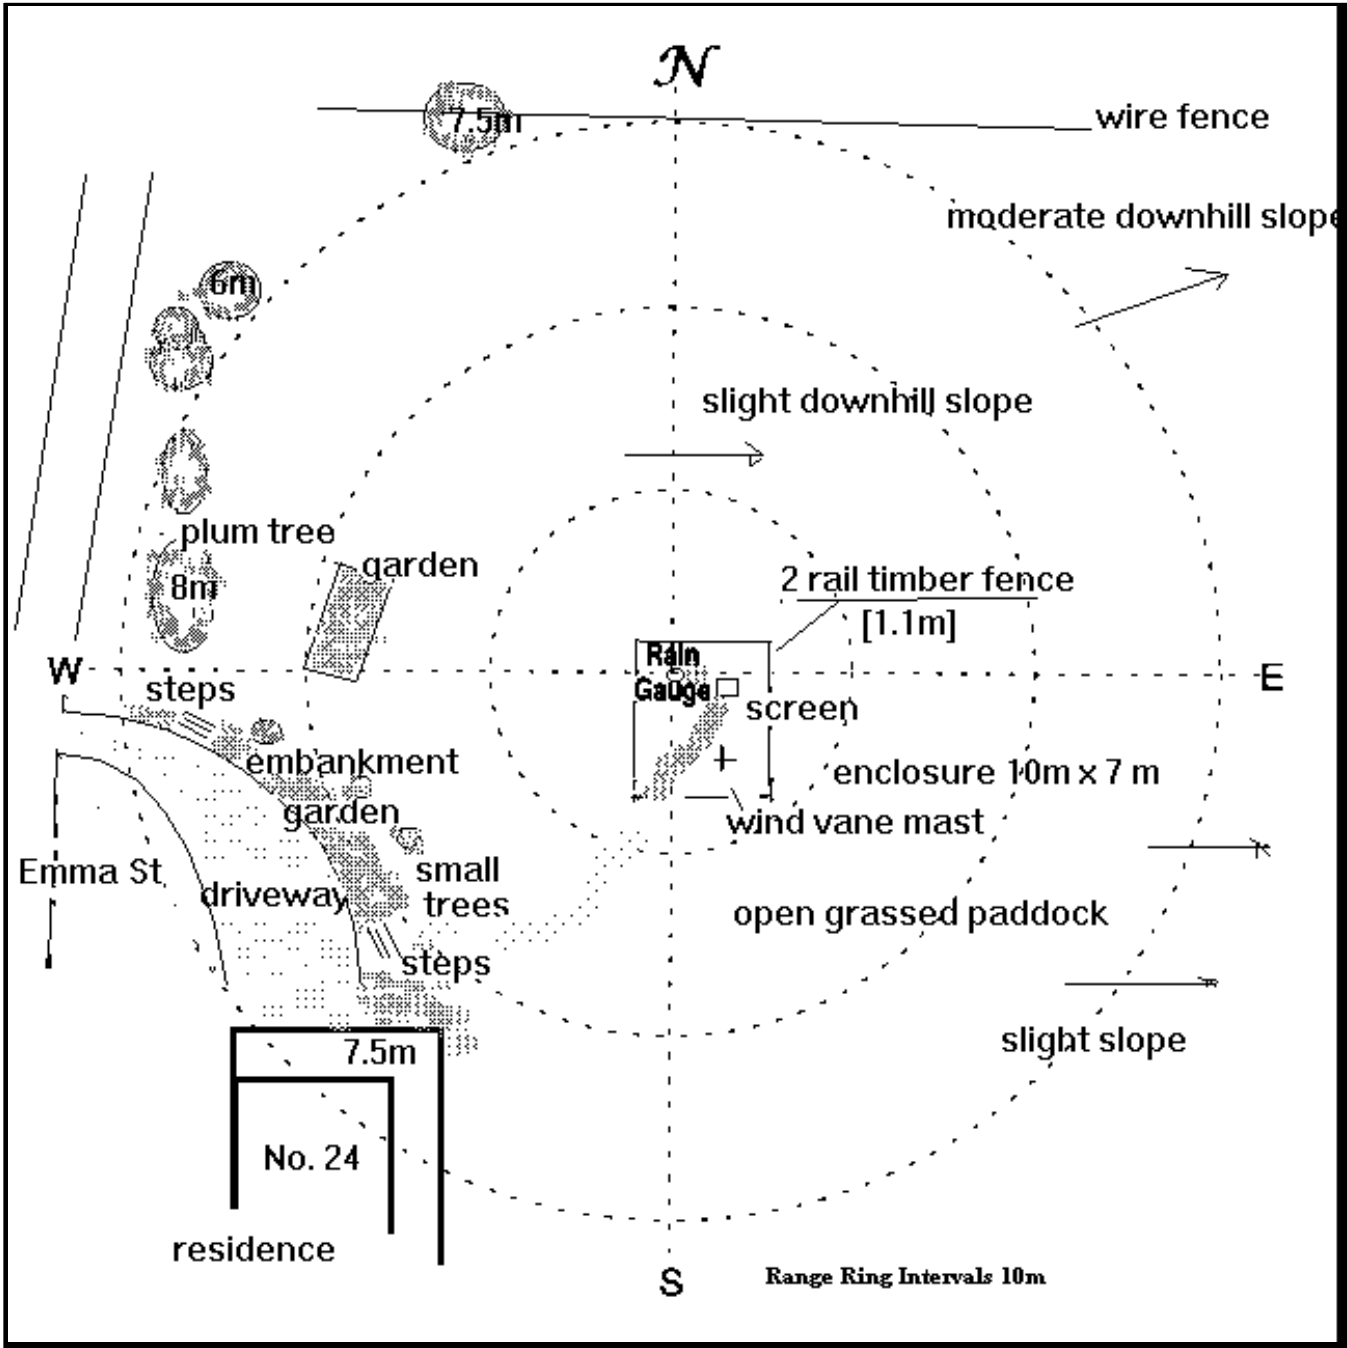 N
7.5m
wire fence
moderate downhill slope
6m
slight downhill slope
plum tree
garden
8m
2 rail timber fence
[1.1m]
Rain
Gauge
W
E
steps
screen
embankment
enclosure 10m x 7 m
garden
wind vane mast
Emma St
driveway
small
trees
open grassed paddock
steps
slight slope
7.5m
No. 24
residence
S
Range Ring Intervals 10m